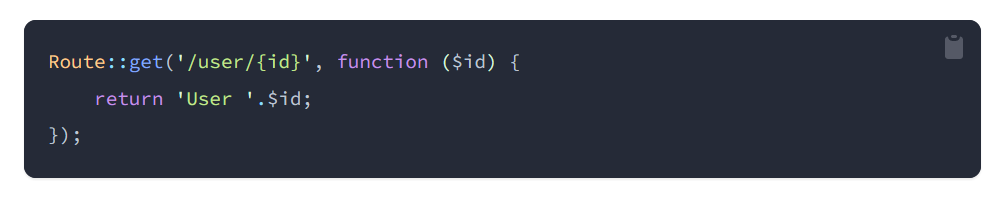 Route::get('/user/{id}', function ($id) {
    return 'User '.$id;
});